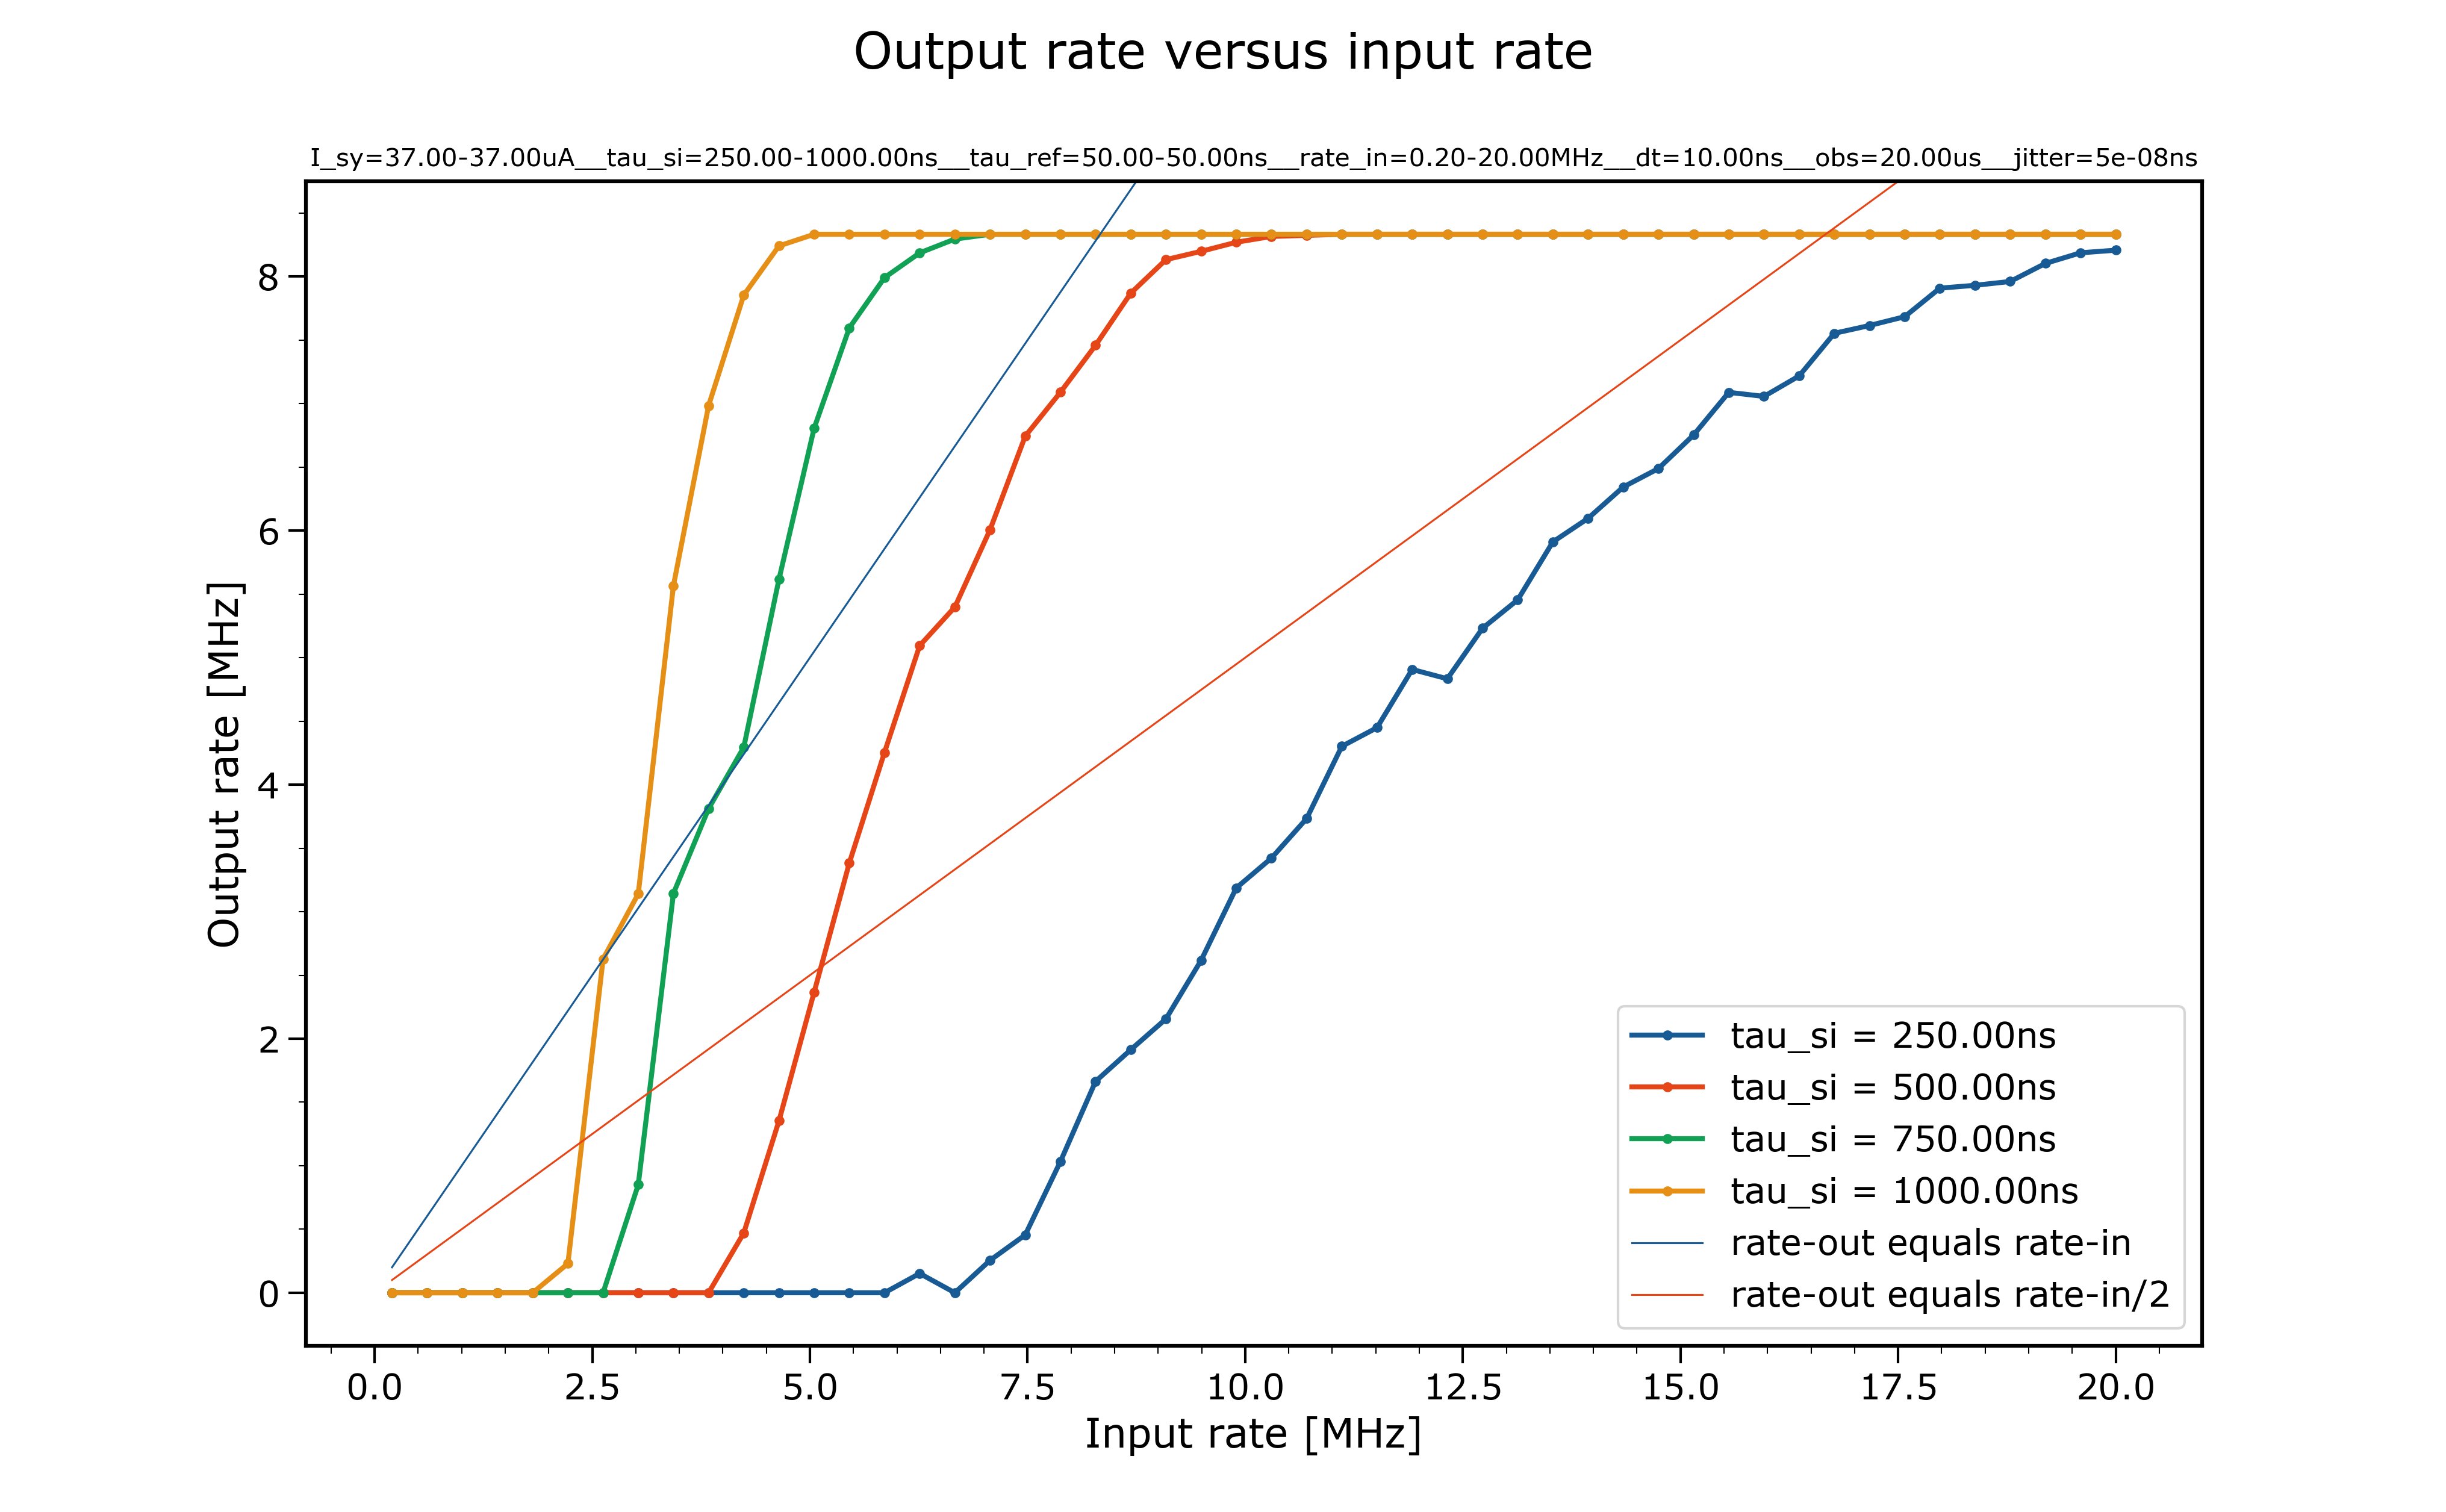 Output rate versus input rate
I_sy=37.00-37.00uA__tau_si=250.00-1000.00ns__tau_ref=50.00-50.00ns__rate_in=0.20-20.00MHz__dt=10.00ns__obs=20.00us__jitter=5e-08ns
Output rate [MHz]
8
6
4
2
0
tau_si = 250.00ns
tau_si = 500.00ns
tau_si = 750.00ns
tau_si = 1000.00ns
rate-out equals rate-in
rate-out equals rate-in/2
0.0 2.5 5.0 7.5 10.0 12.5 15.0 17.5 20.0
Input rate [MHz]